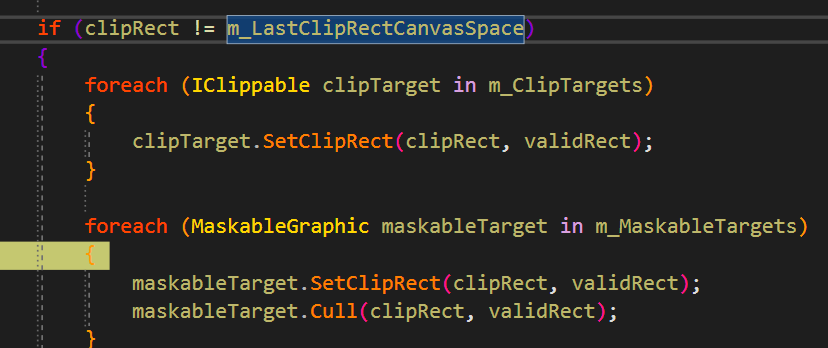 if (clipRect != m_LastClipRectCanvasSpace)
{
foreach (IClippable clipTarget in m_ClipTargets)
{
clipTarget.SetClipRect(clipRect, validRect);
}
foreach (MaskableGraphic maskableTarget in m_MaskableTargets)
{
maskableTarget.SetClipRect(clipRect, validRect);
maskableTarget.Cull(clipRect, validRect);
}